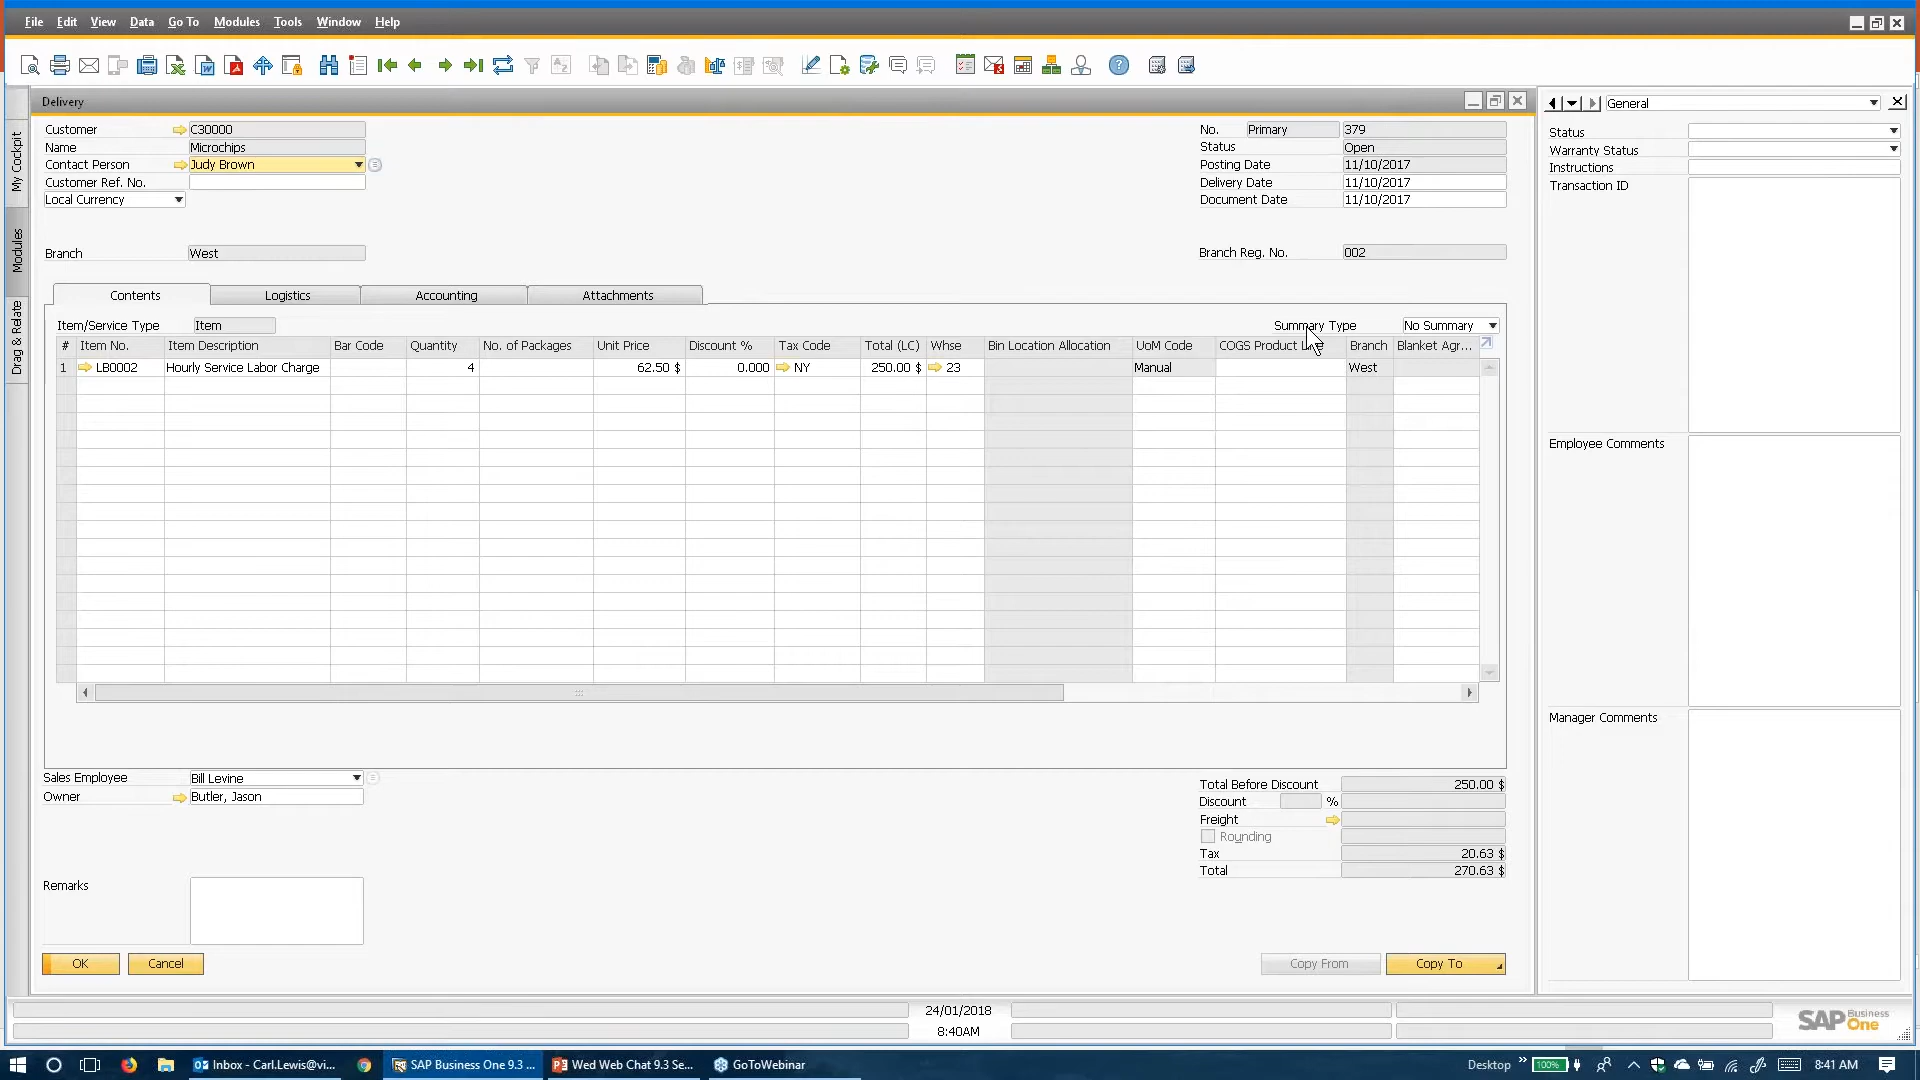 File Edit View Data Go To Modules Tools Window Help
Delivery
General
My Cockpit
Modules
Drag & Relate
Customer C30000
Name Microchips
Contact Person Judy Brown
Customer Ref. No.
Local Currency
Branch West
No. Primary 379
Status Open
Posting Date 11/10/2017
Delivery Date 11/10/2017
Document Date 11/10/2017
Branch Reg. No. 002
Contents Logistics Accounting Attachments
Item/Service Type Item
Summary Type No Summary
# Item No. Item Description Bar Code Quantity No. of Packages Unit Price Discount % Tax Code Total (LC) Whse Bin Location Allocation UoM Code COGS Product Branch Blanket Agr...
1 LB0002 Hourly Service Labor Charge 4 62.50 $ 0.000 NY 250.00 $ 23 Manual West
Sales Employee Bill Levine
Owner Butler, Jason
Remarks
Total Before Discount 250.00 $
Discount %
Freight
Rounding
Tax 20.63 $
Total 270.63 $
OK Cancel
Copy From Copy To
Status
Warranty Status
Instructions
Transaction ID
Employee Comments
Manager Comments
24/01/2018
8:40AM
SAP Business One
Inbox - Carl.Lewis@vi... SAP Business One 9.3 ... Wed Web Chat 9.3 Se... GoToWebinar Desktop 100% 8:41 AM